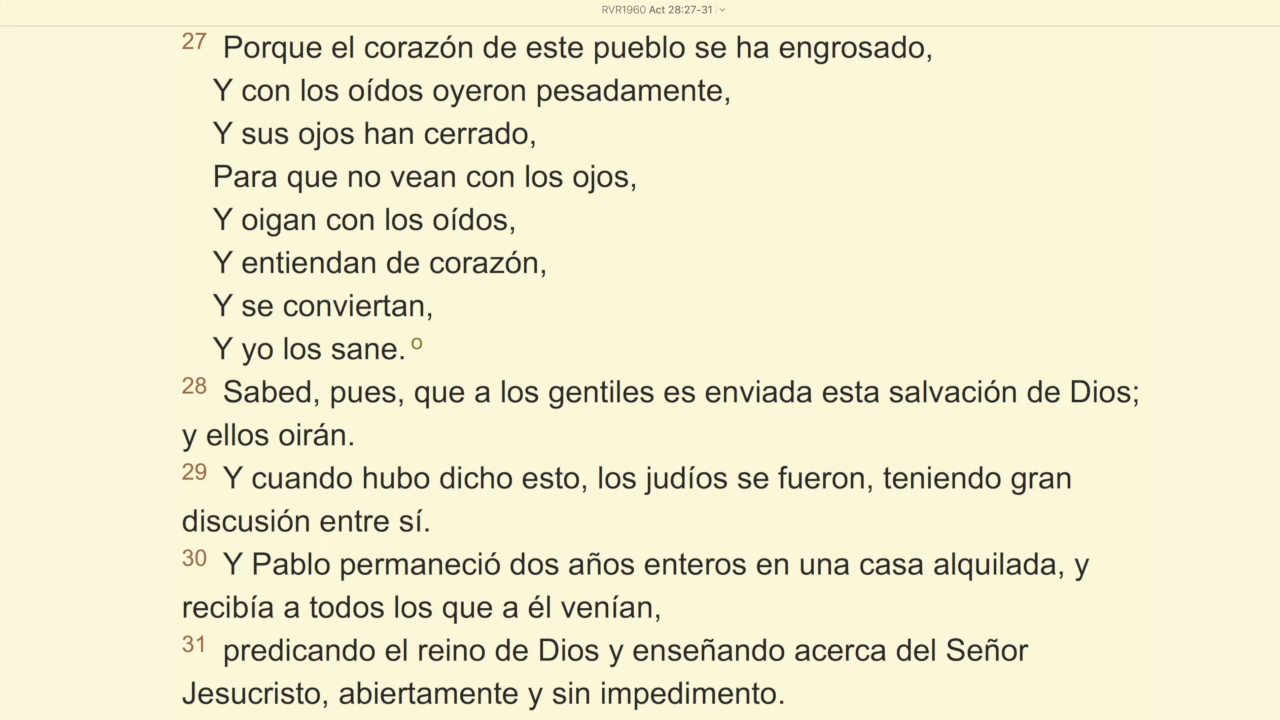 RVR1960 Act 28:27-31
27 Porque el corazón de este pueblo se ha engrosado,
Y con los oídos oyeron pesadamente,
Y sus ojos han cerrado,
Para que no vean con los ojos,
Y oigan con los oídos,
Y entiendan de corazón,
Y se conviertan,
Y yo los sane. o
28 Sabed, pues, que a los gentiles es enviada esta salvación de Dios;
y ellos oirán.
29 Y cuando hubo dicho esto, los judíos se fueron, teniendo gran
discusión entre sí.
30 Y Pablo permaneció dos años enteros en una casa alquilada, y
recibía a todos los que a él venían,
31 predicando el reino de Dios y enseñando acerca del Señor
Jesucristo, abiertamente y sin impedimento.